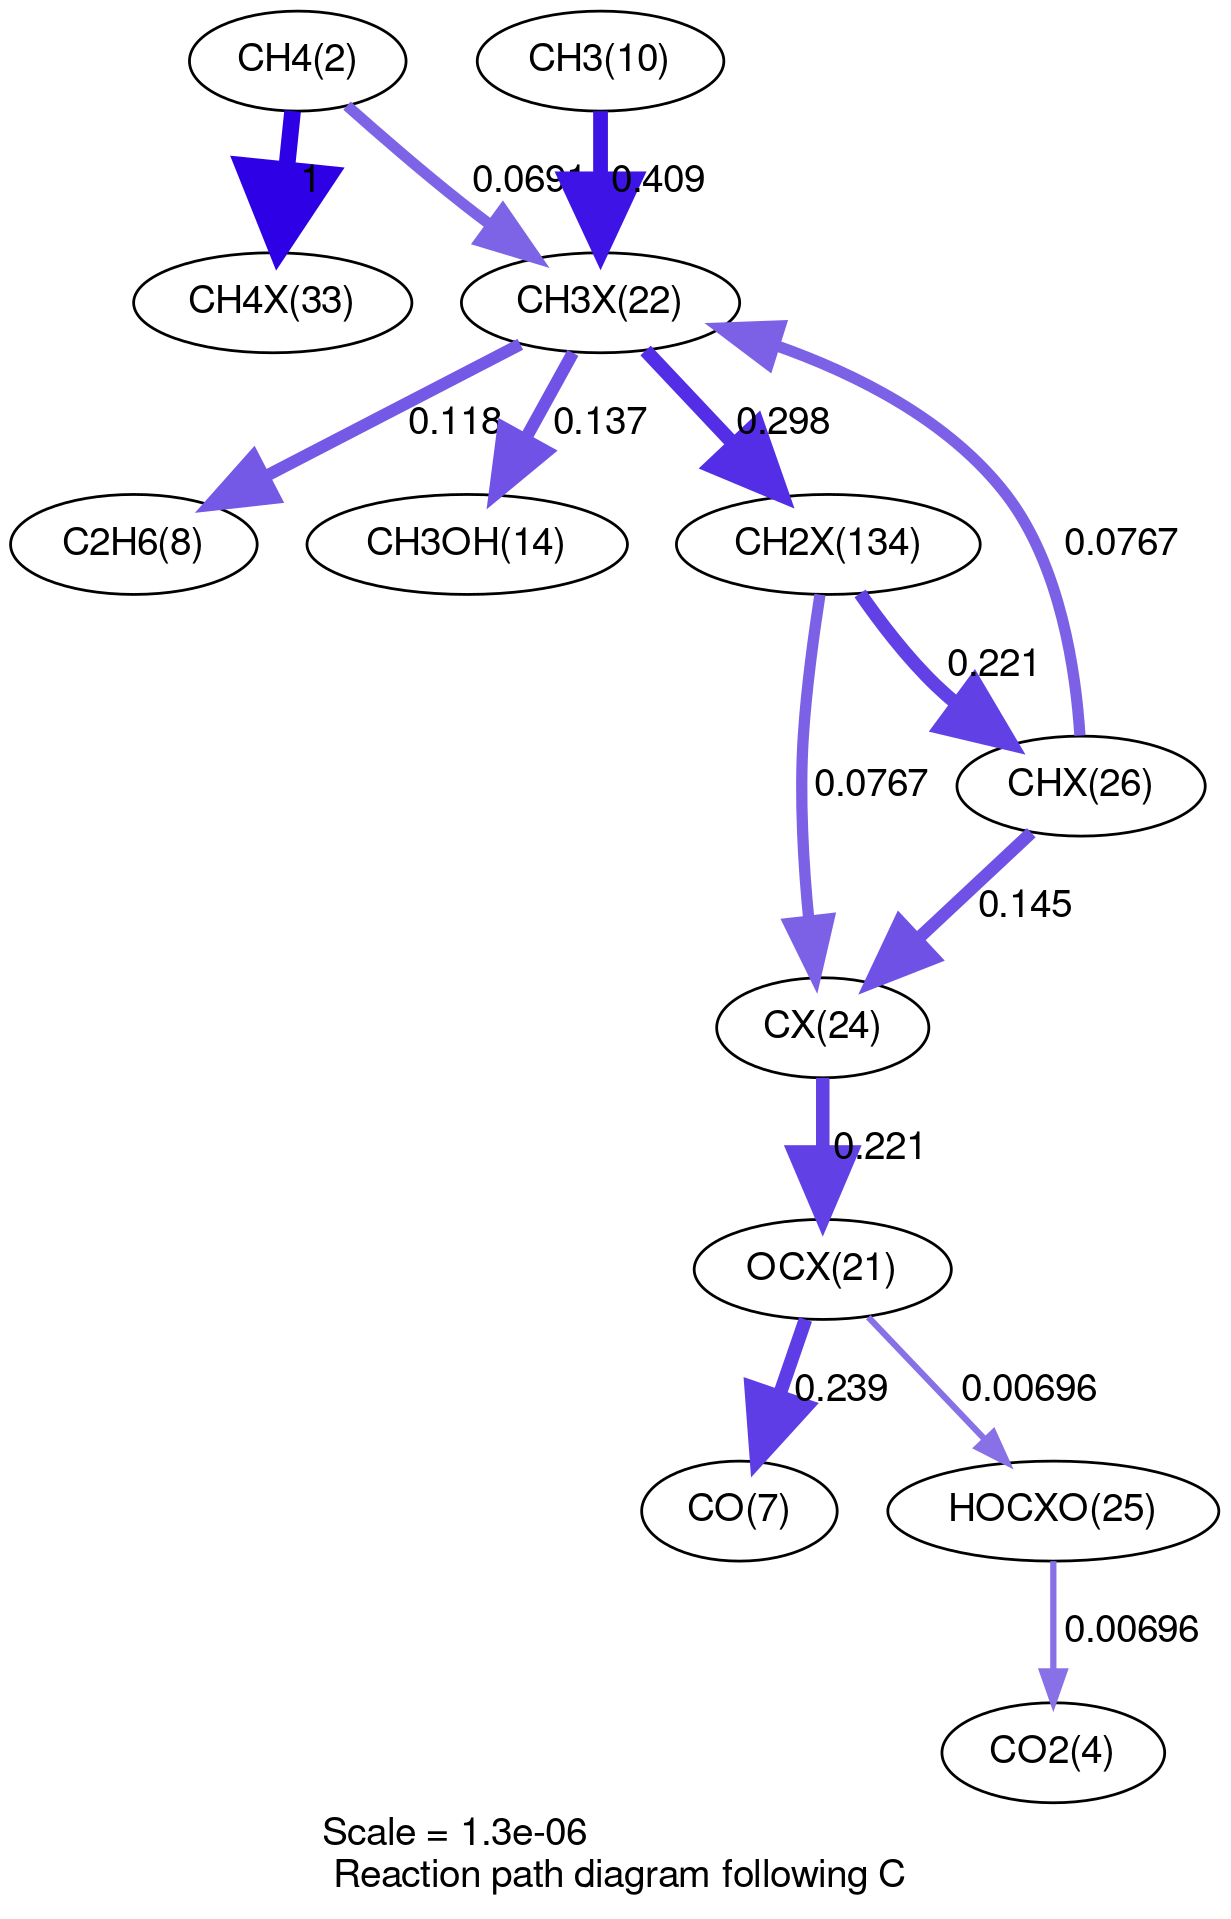 CH4(2)
CH3(10)
1
0.0691
0.409
CH4X(33)
CH3X(22)
0.118
0.137
0.298
C2H6(8)
CH3OH(14)
CH2X(134)
0.0767
0.221
0.0767
CHX(26)
0.145
CX(24)
0.221
OCX(21)
0.239
0.00696
CO(7)
HOCXO(25)
0.00696
CO2(4)
Scale = 1.3e-06
Reaction path diagram following C